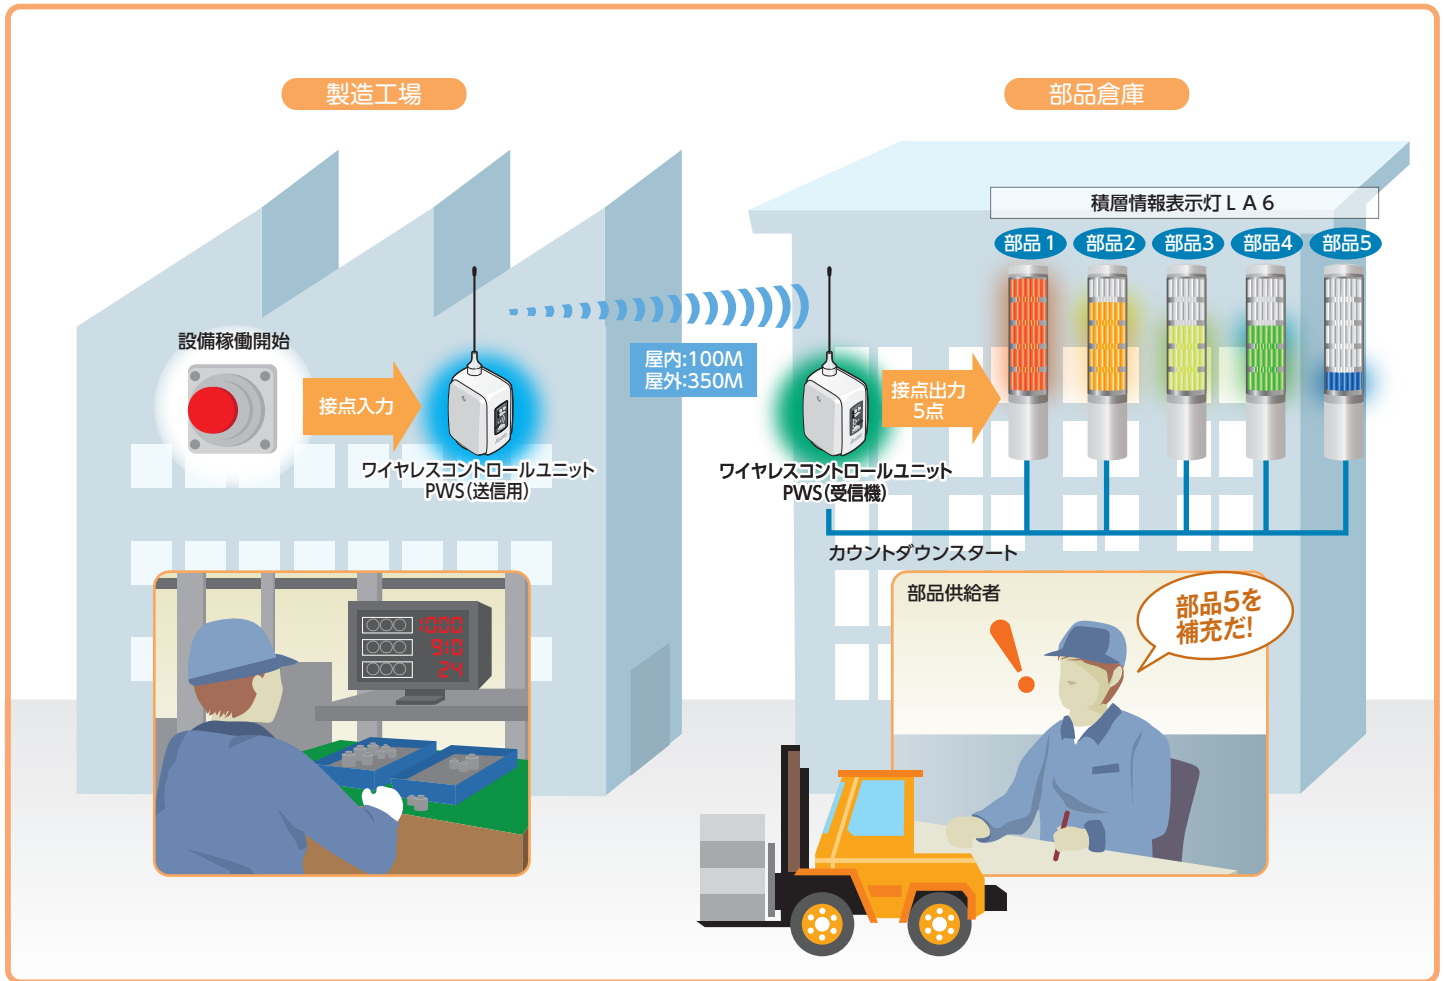 製造工場
部品倉庫
積層情報表示灯ＬＡ６
部品1
部品2
部品3
部品4
部品5
設備稼働開始
接点入力
ワイヤレスコントロールユニット
PWS(送信用)
屋内:100M
屋外:350M
接点出力
5点
ワイヤレスコントロールユニット
PWS(受信機)
カウントダウンスタート
1000
910
24
部品供給者
部品5を
補充だ!